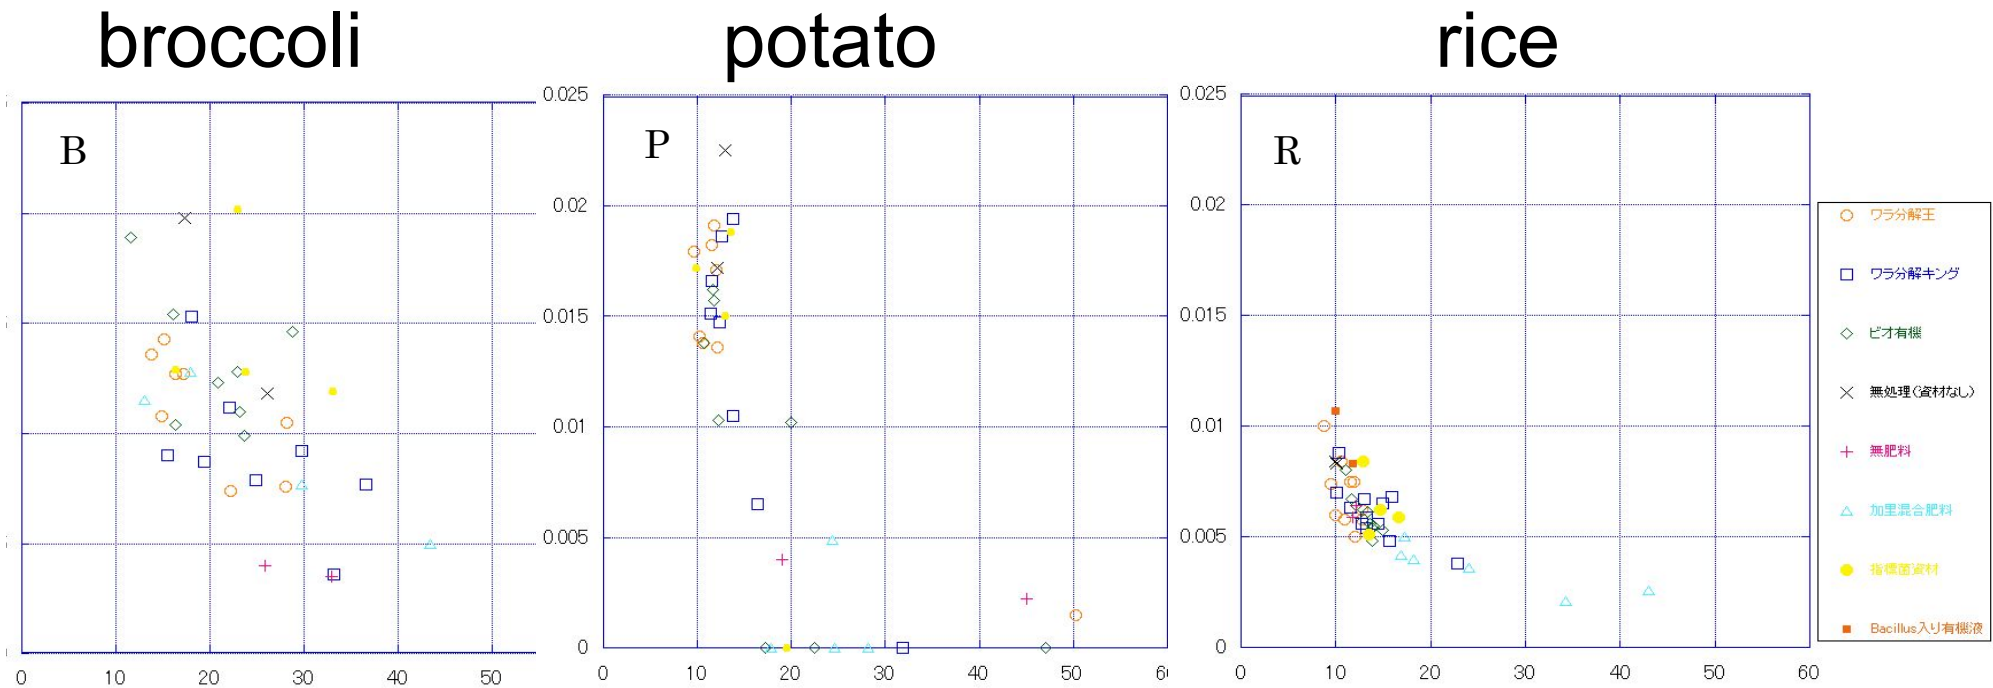 broccoli
potato
rice
B
0 10 20 30 40 50
P
0.025
0.02
0.015
0.01
0.005
0
0 10 20 30 40 50
R
0.025
0.02
0.015
0.01
0.005
0
0 10 20 30 40 50 60
ワラ分解王
ワラ分解キング
ビオ有機
無処理(資材なし)
無肥料
加里混合肥料
指標菌資材
Bacillus入り有機液